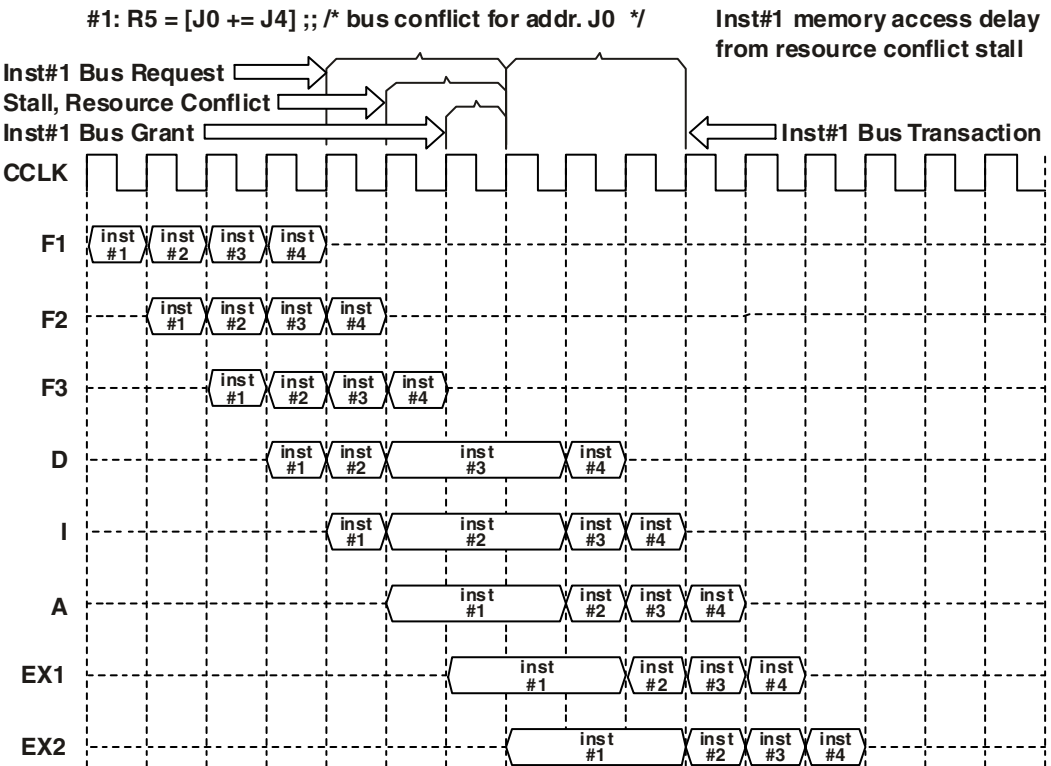 #1: R5 = [J0 += J4] ;; /* bus conflict for addr. J0 */
Inst#1 memory access delay
from resource conflict stall
Inst#1 Bus Request
Stall, Resource Conflict
Inst#1 Bus Grant
Inst#1 Bus Transaction
CCLK
F1
inst #1
inst #2
inst #3
inst #4
F2
inst #1
inst #2
inst #3
inst #4
F3
inst #1
inst #2
inst #3
inst #4
D
inst #1
inst #2
inst #3
inst #4
I
inst #1
inst #2
inst #3
inst #4
A
inst #1
inst #2
inst #3
inst #4
EX1
inst #1
inst #2
inst #3
inst #4
EX2
inst #1
inst #2
inst #3
inst #4